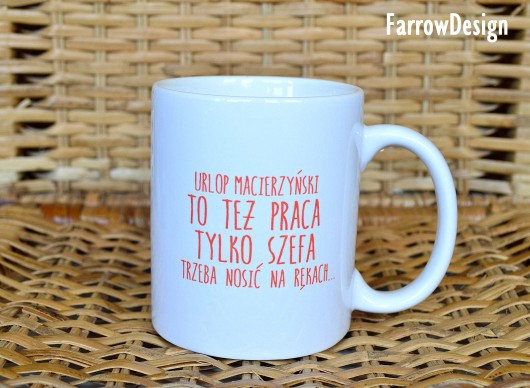 FarrowDesign
URLOP MACIERZYŃSKI
TO TEŻ PRACA
TYLKO SZEFA
TRZEBA NOSIĆ NA RĘKACH...